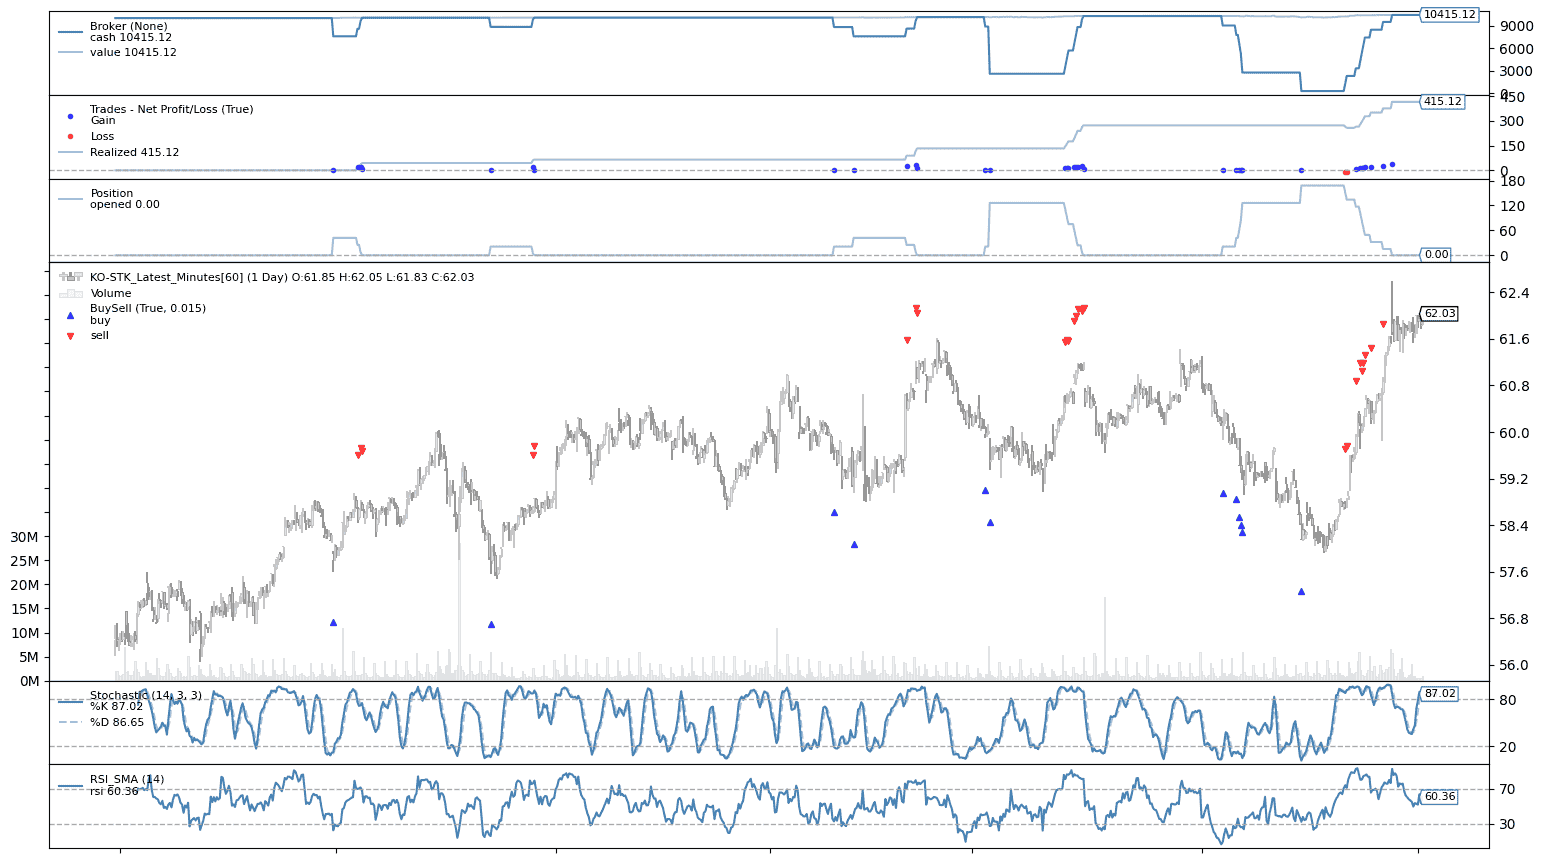 Broker (None)
cash 10415.12
value 10415.12
10415.12
9000
6000
3000
0
Trades - Net Profit/Loss (True)
Gain
Loss
Realized 415.12
450
415.12
300
150
0
Position
opened 0.00
180
120
60
0
0.00
KO-STK_Latest_Minutes[60] (1 Day) O:61.85 H:62.05 L:61.83 C:62.03
Volume
BuySell (True, 0.015)
buy
sell
62.4
62.03
61.6
60.8
60.0
59.2
58.4
57.6
56.8
56.0
30M
25M
20M
15M
10M
5M
0M
Stochastic (14, 3, 3)
%K 87.02
%D 86.65
87.02
80
20
RSI_SMA (14)
rsi 60.36
70
60.36
30